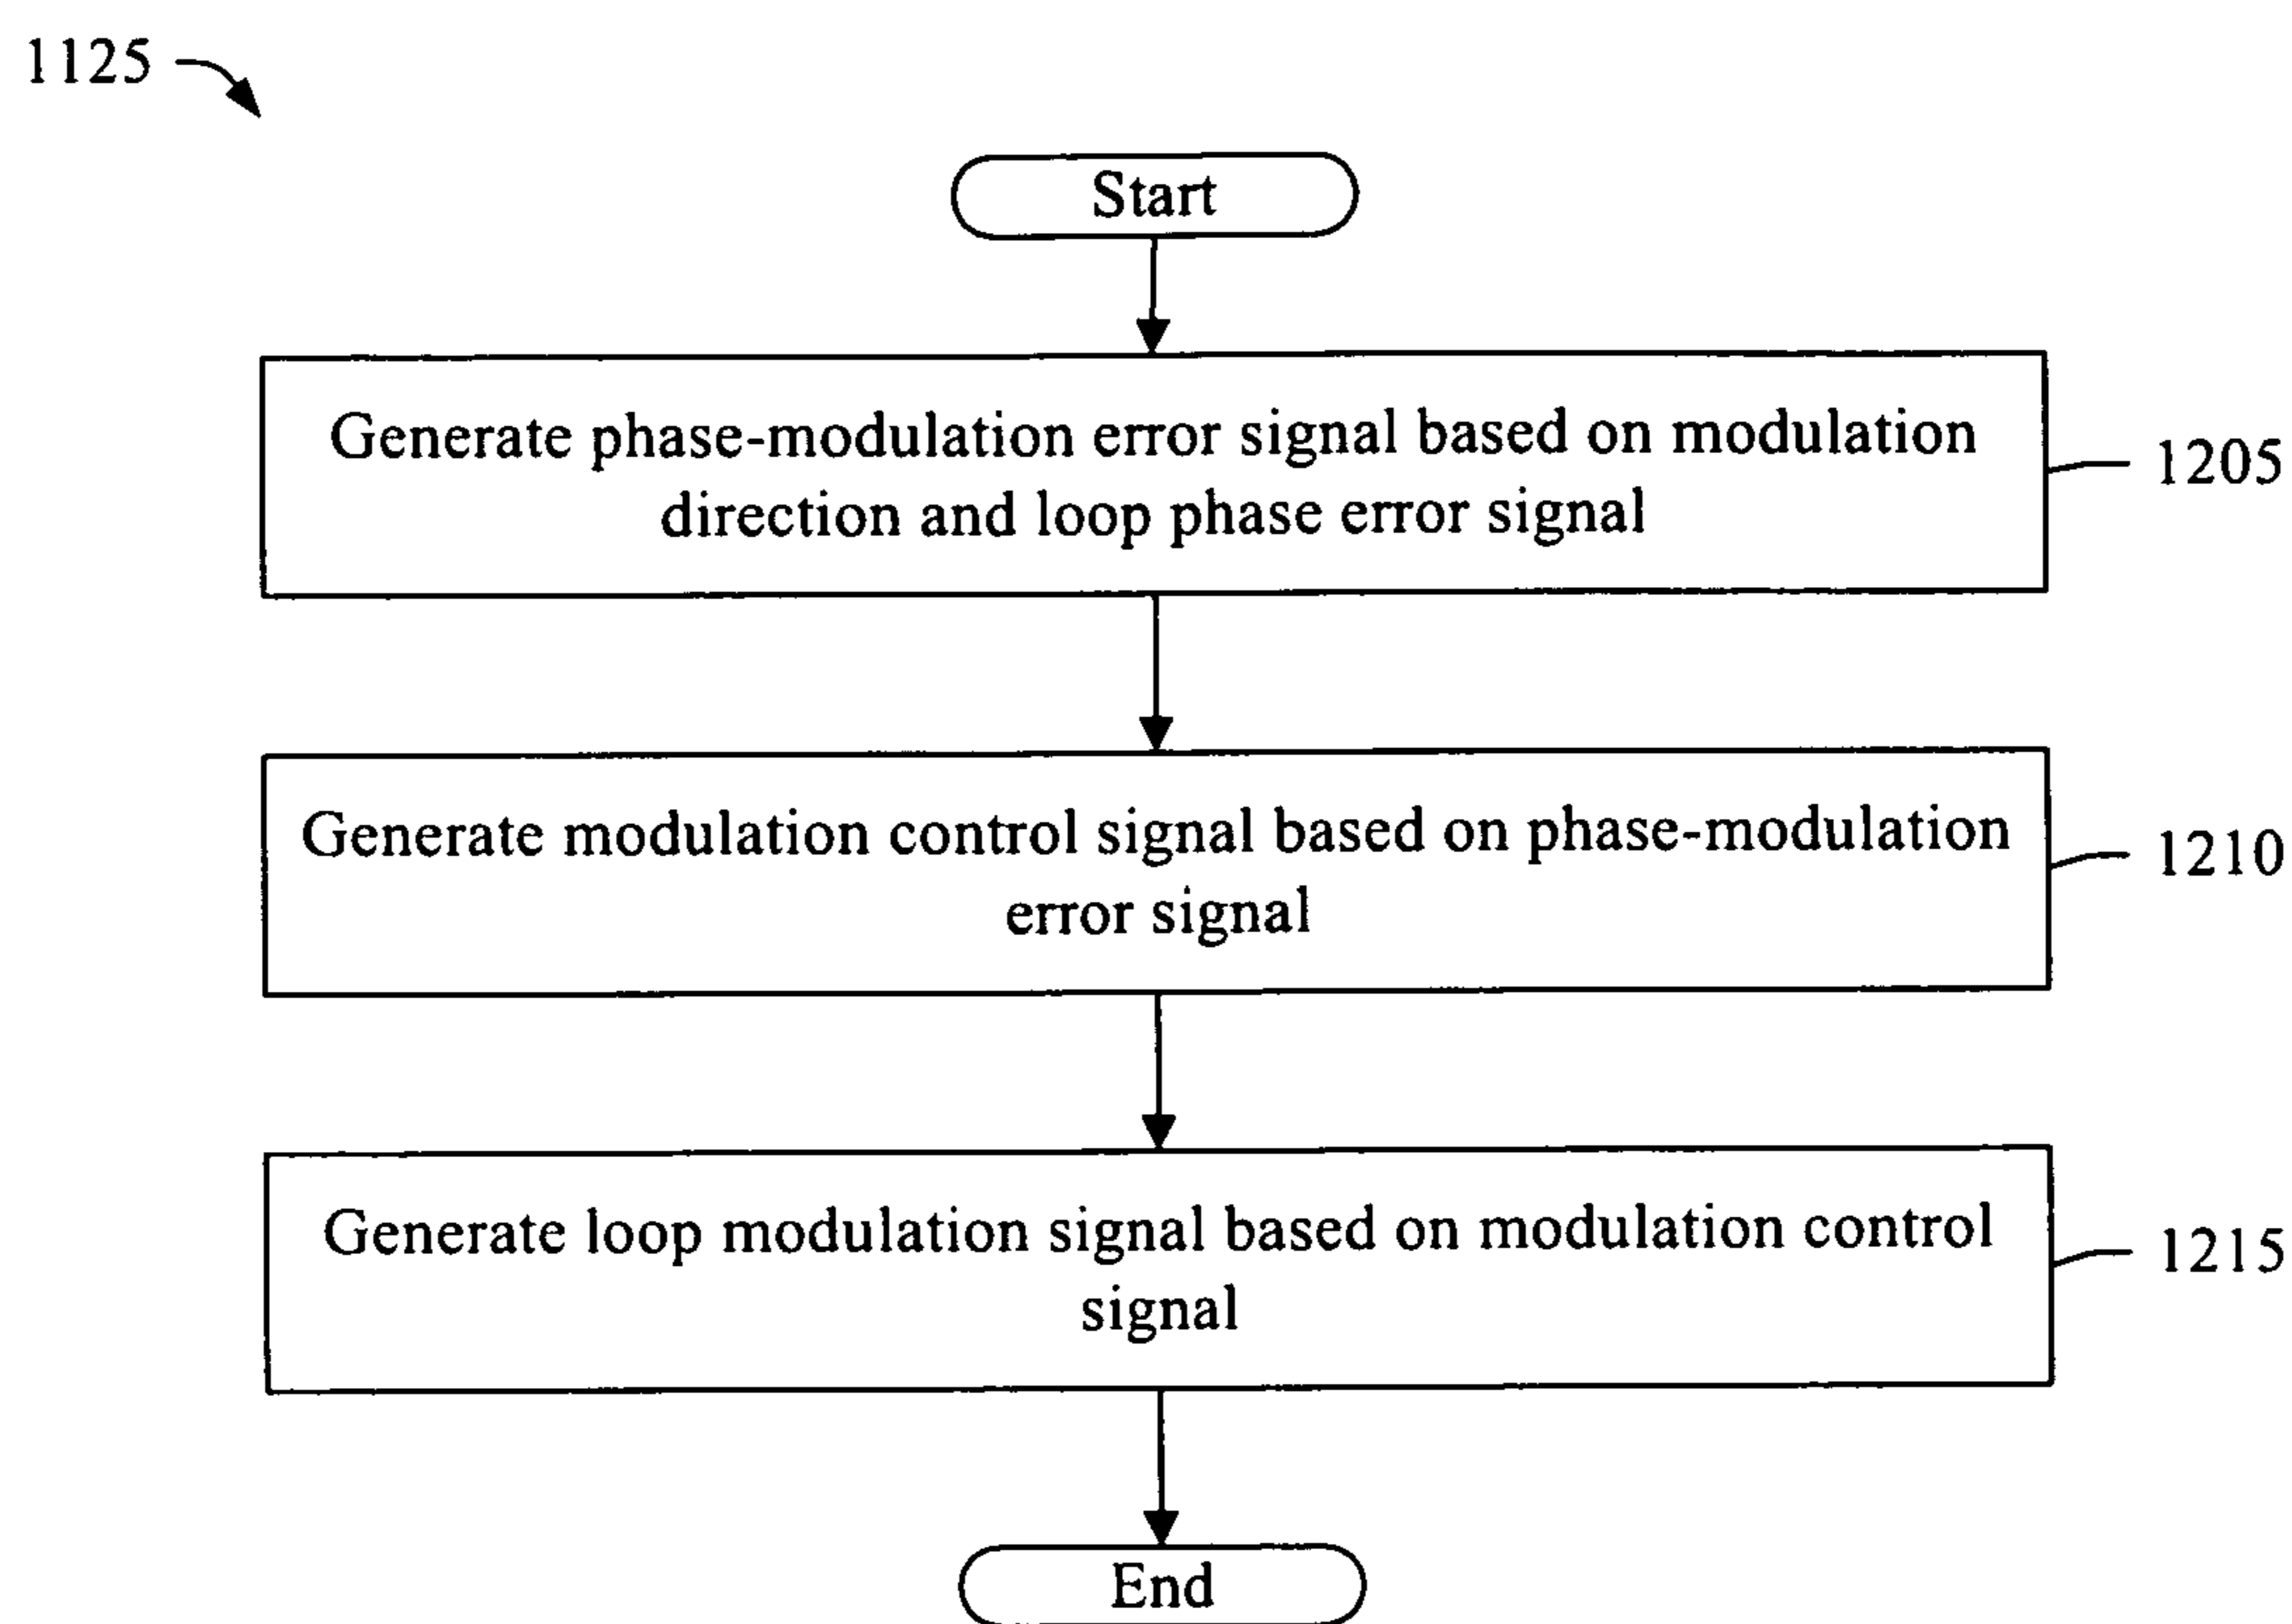 1125
Start
Generate phase-modulation error signal based on modulation
direction and loop phase error signal
1205
Generate modulation control signal based on phase-modulation
error signal
1210
Generate loop modulation signal based on modulation control
signal
1215
End